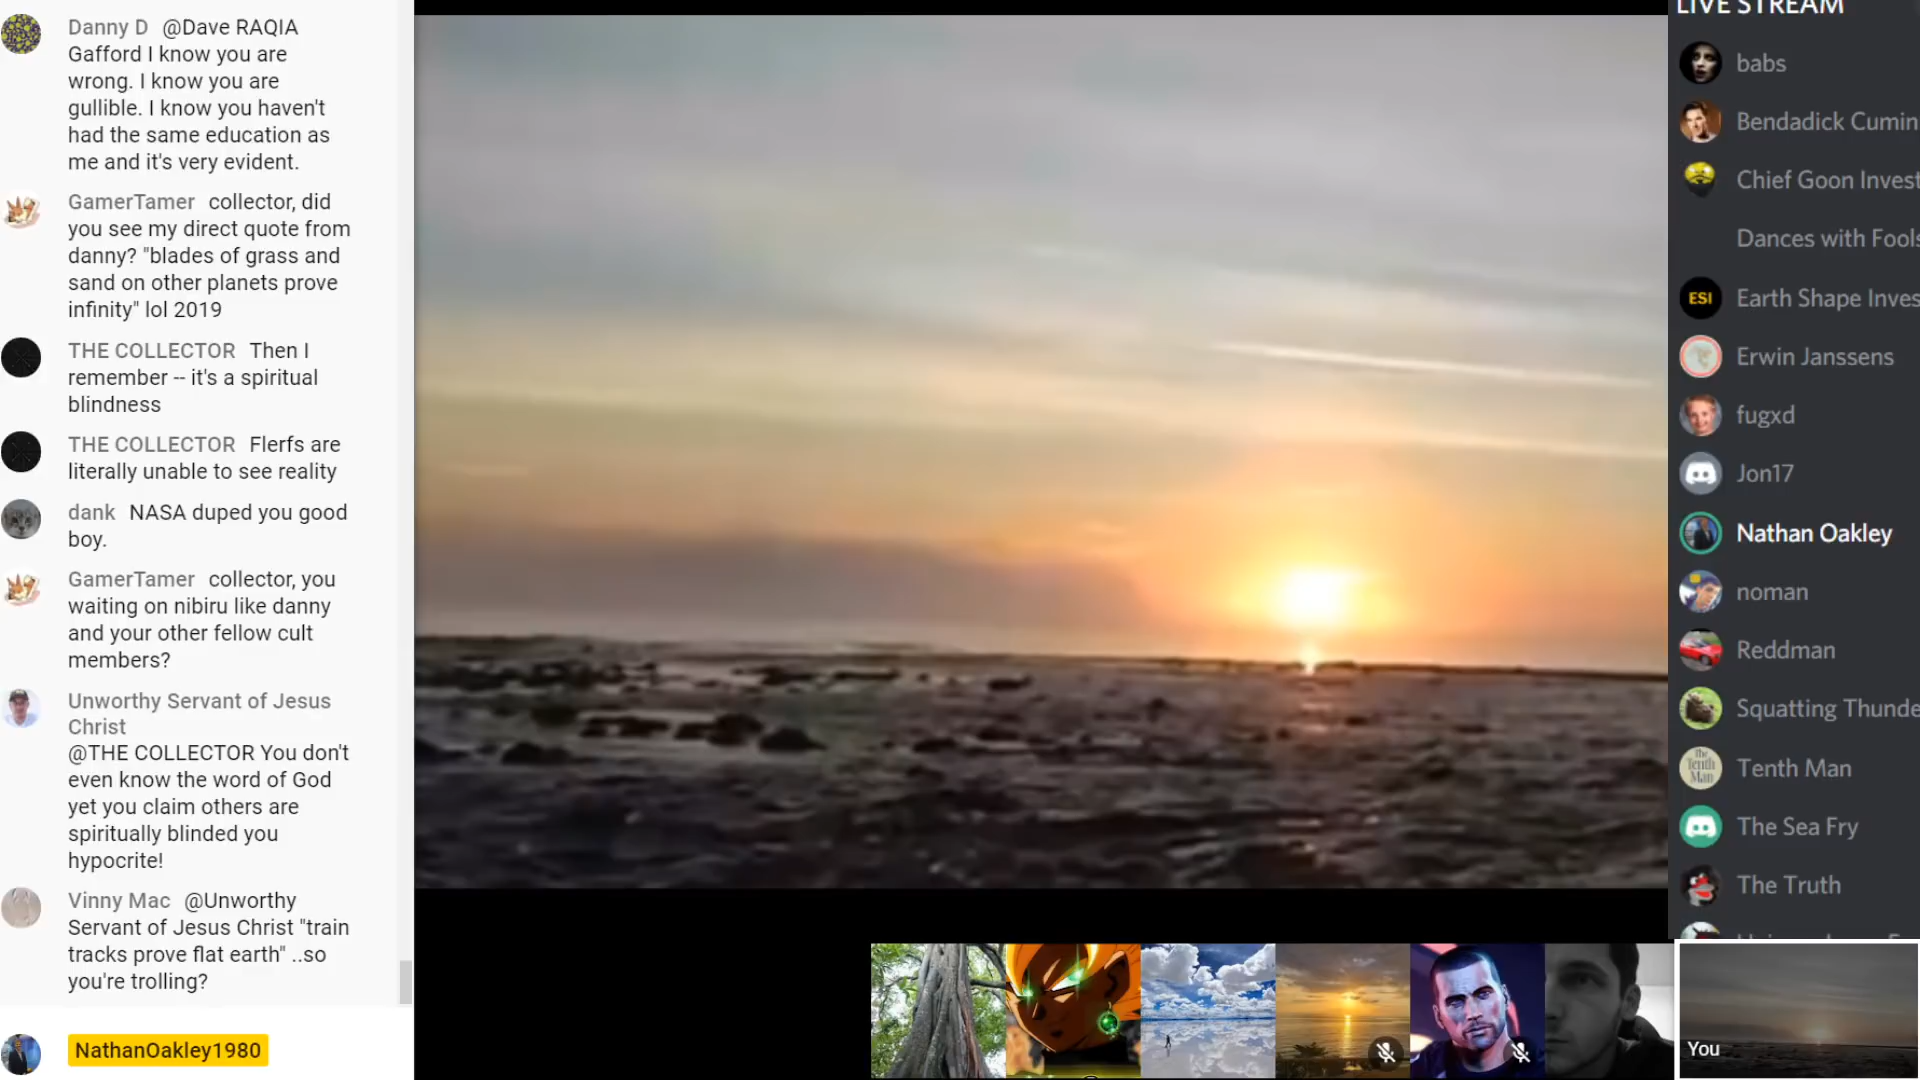 Danny D @Dave RAQIA
Gafford I know you are
wrong. I know you are
gullible. I know you haven't
had the same education as
me and it's very evident.
GamerTamer collector, did
you see my direct quote from
danny? "blades of grass and
sand on other planets prove
infinity" lol 2019
THE COLLECTOR Then I
remember -- it's a spiritual
blindness
THE COLLECTOR Flerfs are
literally unable to see reality
dank NASA duped you good
boy.
GamerTamer collector, you
waiting on nibiru like danny
and your other fellow cult
members?
Unworthy Servant of Jesus
Christ
@THE COLLECTOR You don't
even know the word of God
yet you claim others are
spiritually blinded you
hypocrite!
Vinny Mac @Unworthy
Servant of Jesus Christ "train
tracks prove flat earth" ..so
you're trolling?
NathanOakley1980
LIVE STREAM
babs
Bendadick Cumin
Chief Goon Invest
Dances with Fools
ESI
Earth Shape Inves
Erwin Janssens
fugxd
Jon17
Nathan Oakley
noman
Reddman
Squatting Thunde
The
Tenth
Man
Tenth Man
The Sea Fry
The Truth
You